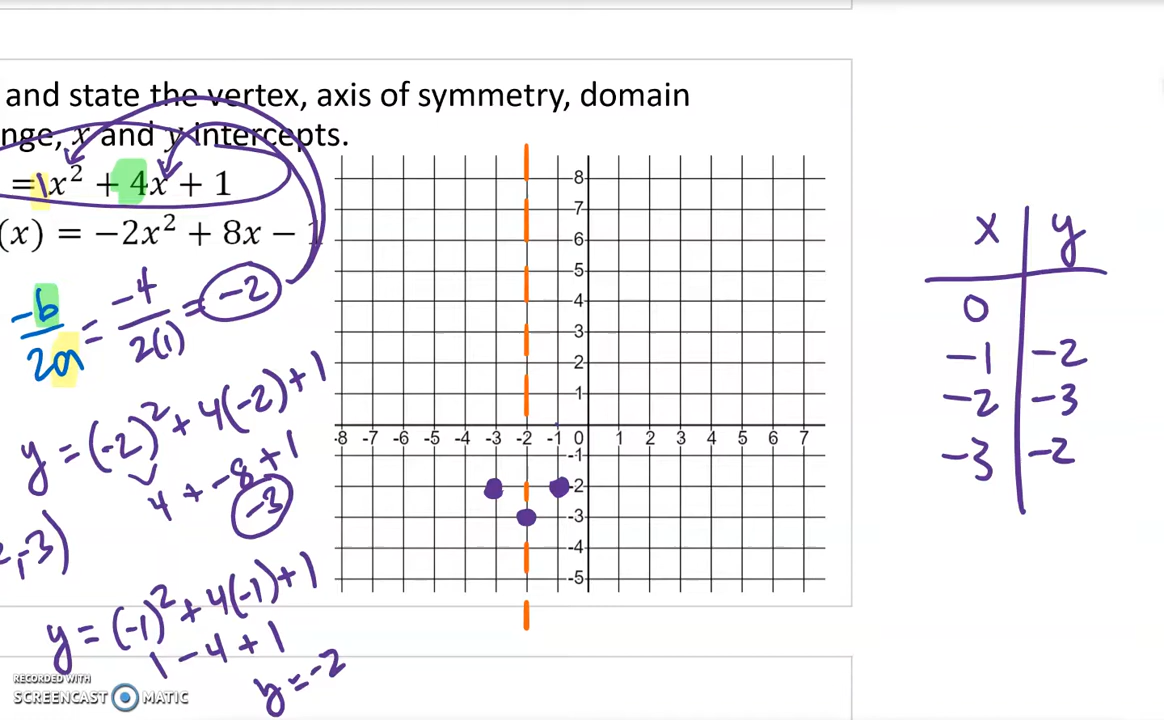 and state the vertex, axis of symmetry, domain
nge, x and y intercepts.
= 1x² + 4x + 1
(x) = −2x² + 8x − 1
-b/2a = -4/2(1) = -2
y = (-2)² + 4(-2) + 1
4 + -8 + 1
-3
,-3)
y = (-1)² + 4(-1) + 1
1 - 4 + 1
y = -2
8
7
6
5
4
3
2
1
-8 -7 -6 -5 -4 -3 -2 -1 0 1 2 3 4 5 6 7
-1
-2
-3
-4
-5
x y
0
-1 -2
-2 -3
-3 -2
RECORDED WITH
SCREENCAST MATIC